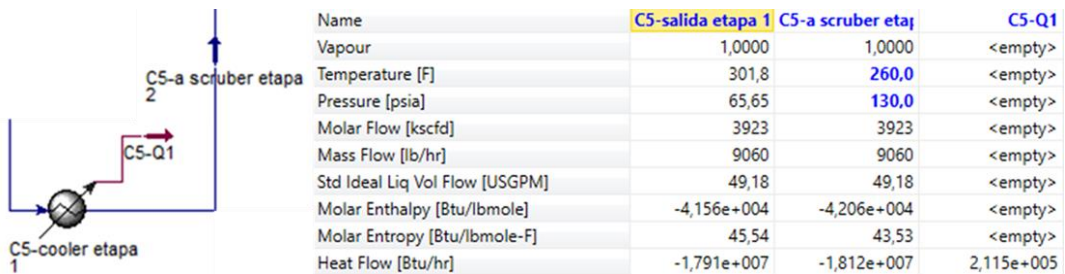 C5-a scruber etapa
2
C5-Q1
C5-cooler etapa
1
Name C5-salida etapa 1 C5-a scruber etap C5-Q1
Vapour 1,0000 1,0000 <empty>
Temperature [F] 301,8 260,0 <empty>
Pressure [psia] 65,65 130,0 <empty>
Molar Flow [kscfd] 3923 3923 <empty>
Mass Flow [lb/hr] 9060 9060 <empty>
Std Ideal Liq Vol Flow [USGPM] 49,18 49,18 <empty>
Molar Enthalpy [Btu/lbmole] -4,156e+004 -4,206e+004 <empty>
Molar Entropy [Btu/lbmole-F] 45,54 43,53 <empty>
Heat Flow [Btu/hr] -1,791e+007 -1,812e+007 2,115e+005